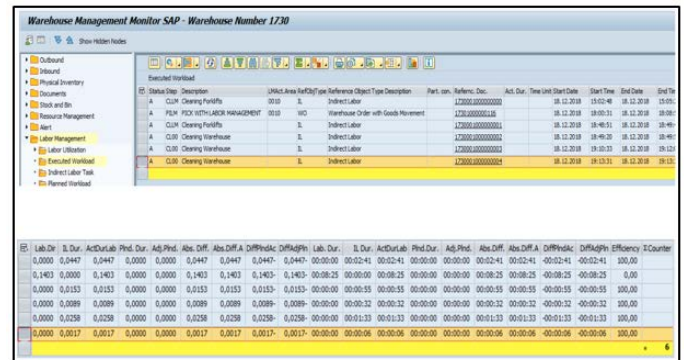 Warehouse Management Monitor SAP - Warehouse Number 1730
Show Hidden Nodes
Outbound
Inbound
Physical Inventory
Documents
Stock and Bin
Resource Management
Alert
Labor Management
Labor Utilization
Executed Workload
Indirect Labor Task
Planned Workload
Executed Workload
Status Step Description LMAct. Area RefObjType Reference Object Type Description Part. con. Referenc. Doc. Act. Dur. Time Unit Start Date Start Time End Date End Tim
A CLLM Cleaning Forklifts 0010 IL Indirect Labor 18.12.2018 15:02:48 18.12.2018
A PILM PICK WITH LABOR MANAGEMENT 0010 WO Warehouse Order with Goods Movement 18.12.2018 18:00:31 18.12.2018
A CLLM Cleaning Forklifts IL Indirect Labor 18.12.2018 18:48:51 18.12.2018
A CL00 Cleaning Warehouse IL Indirect Labor 18.12.2018 18:49:20 18.12.2018
A CL00 Cleaning Warehouse IL Indirect Labor 18.12.2018 19:10:33 18.12.2018
A CL00 Cleaning Warehouse IL Indirect Labor 18.12.2018 19:13:31 18.12.2018
Lab.Dir IL Dur. ActDurLab Plnd. Dur. Adj.Plnd. Abs. Diff. Abs.Diff.A DiffPlndAc DiffAdjPln Lab. Dur. IL Dur. ActDurLab Plnd.Dur. Adj.Plnd. Abs.Diff. Abs.Diff.A DiffPlndAc DiffAdjPln Efficiency ΣCounter
0,0000 0,0447 0,0447 0,0000 0,0000 0,0447 0,0447 0,0447- 0,0447- 00:00:00 00:02:41 00:02:41 00:00:00 00:00:00 00:02:41 00:02:41 -00:02:41 -00:02:41 100,00
0,1403 0,0000 0,1403 0,0000 0,0000 0,1403 0,1403 0,1403- 0,1403- 00:08:25 00:00:00 00:08:25 00:00:00 00:00:00 00:08:25 00:08:25 -00:08:25 -00:08:25 0,00
0,0000 0,0153 0,0153 0,0000 0,0000 0,0153 0,0153 0,0153- 0,0153- 00:00:00 00:00:55 00:00:55 00:00:00 00:00:00 00:00:55 00:00:55 -00:00:55 -00:00:55 100,00
0,0000 0,0089 0,0089 0,0000 0,0000 0,0089 0,0089 0,0089- 0,0089- 00:00:00 00:00:32 00:00:32 00:00:00 00:00:00 00:00:32 00:00:32 -00:00:32 -00:00:32 100,00
0,0000 0,0258 0,0258 0,0000 0,0000 0,0258 0,0258 0,0258- 0,0258- 00:00:00 00:01:33 00:01:33 00:00:00 00:00:00 00:01:33 00:01:33 -00:01:33 -00:01:33 100,00
0,0000 0,0017 0,0017 0,0000 0,0000 0,0017 0,0017 0,0017- 0,0017- 00:00:00 00:00:06 00:00:06 00:00:00 00:00:00 00:00:06 00:00:06 -00:00:06 -00:00:06 100,00
6